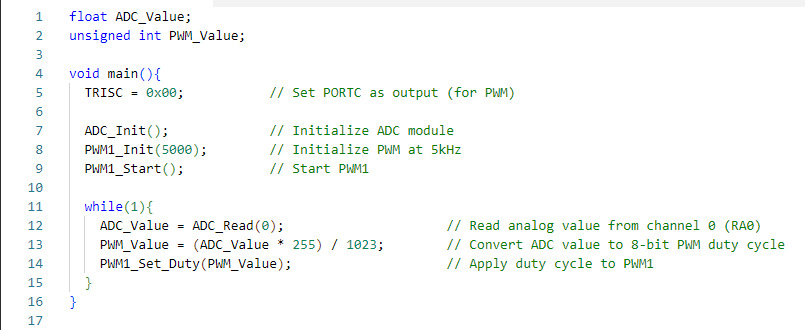 1 float ADC_Value;
2 unsigned int PWM_Value;
3
4 void main(){
5 TRISC = 0x00; // Set PORTC as output (for PWM)
6
7 ADC_Init(); // Initialize ADC module
8 PWM1_Init(5000); // Initialize PWM at 5kHz
9 PWM1_Start(); // Start PWM1
10
11 while(1){
12 ADC_Value = ADC_Read(0); // Read analog value from channel 0 (RA0)
13 PWM_Value = (ADC_Value * 255) / 1023; // Convert ADC value to 8-bit PWM duty cycle
14 PWM1_Set_Duty(PWM_Value); // Apply duty cycle to PWM1
15 }
16 }
17